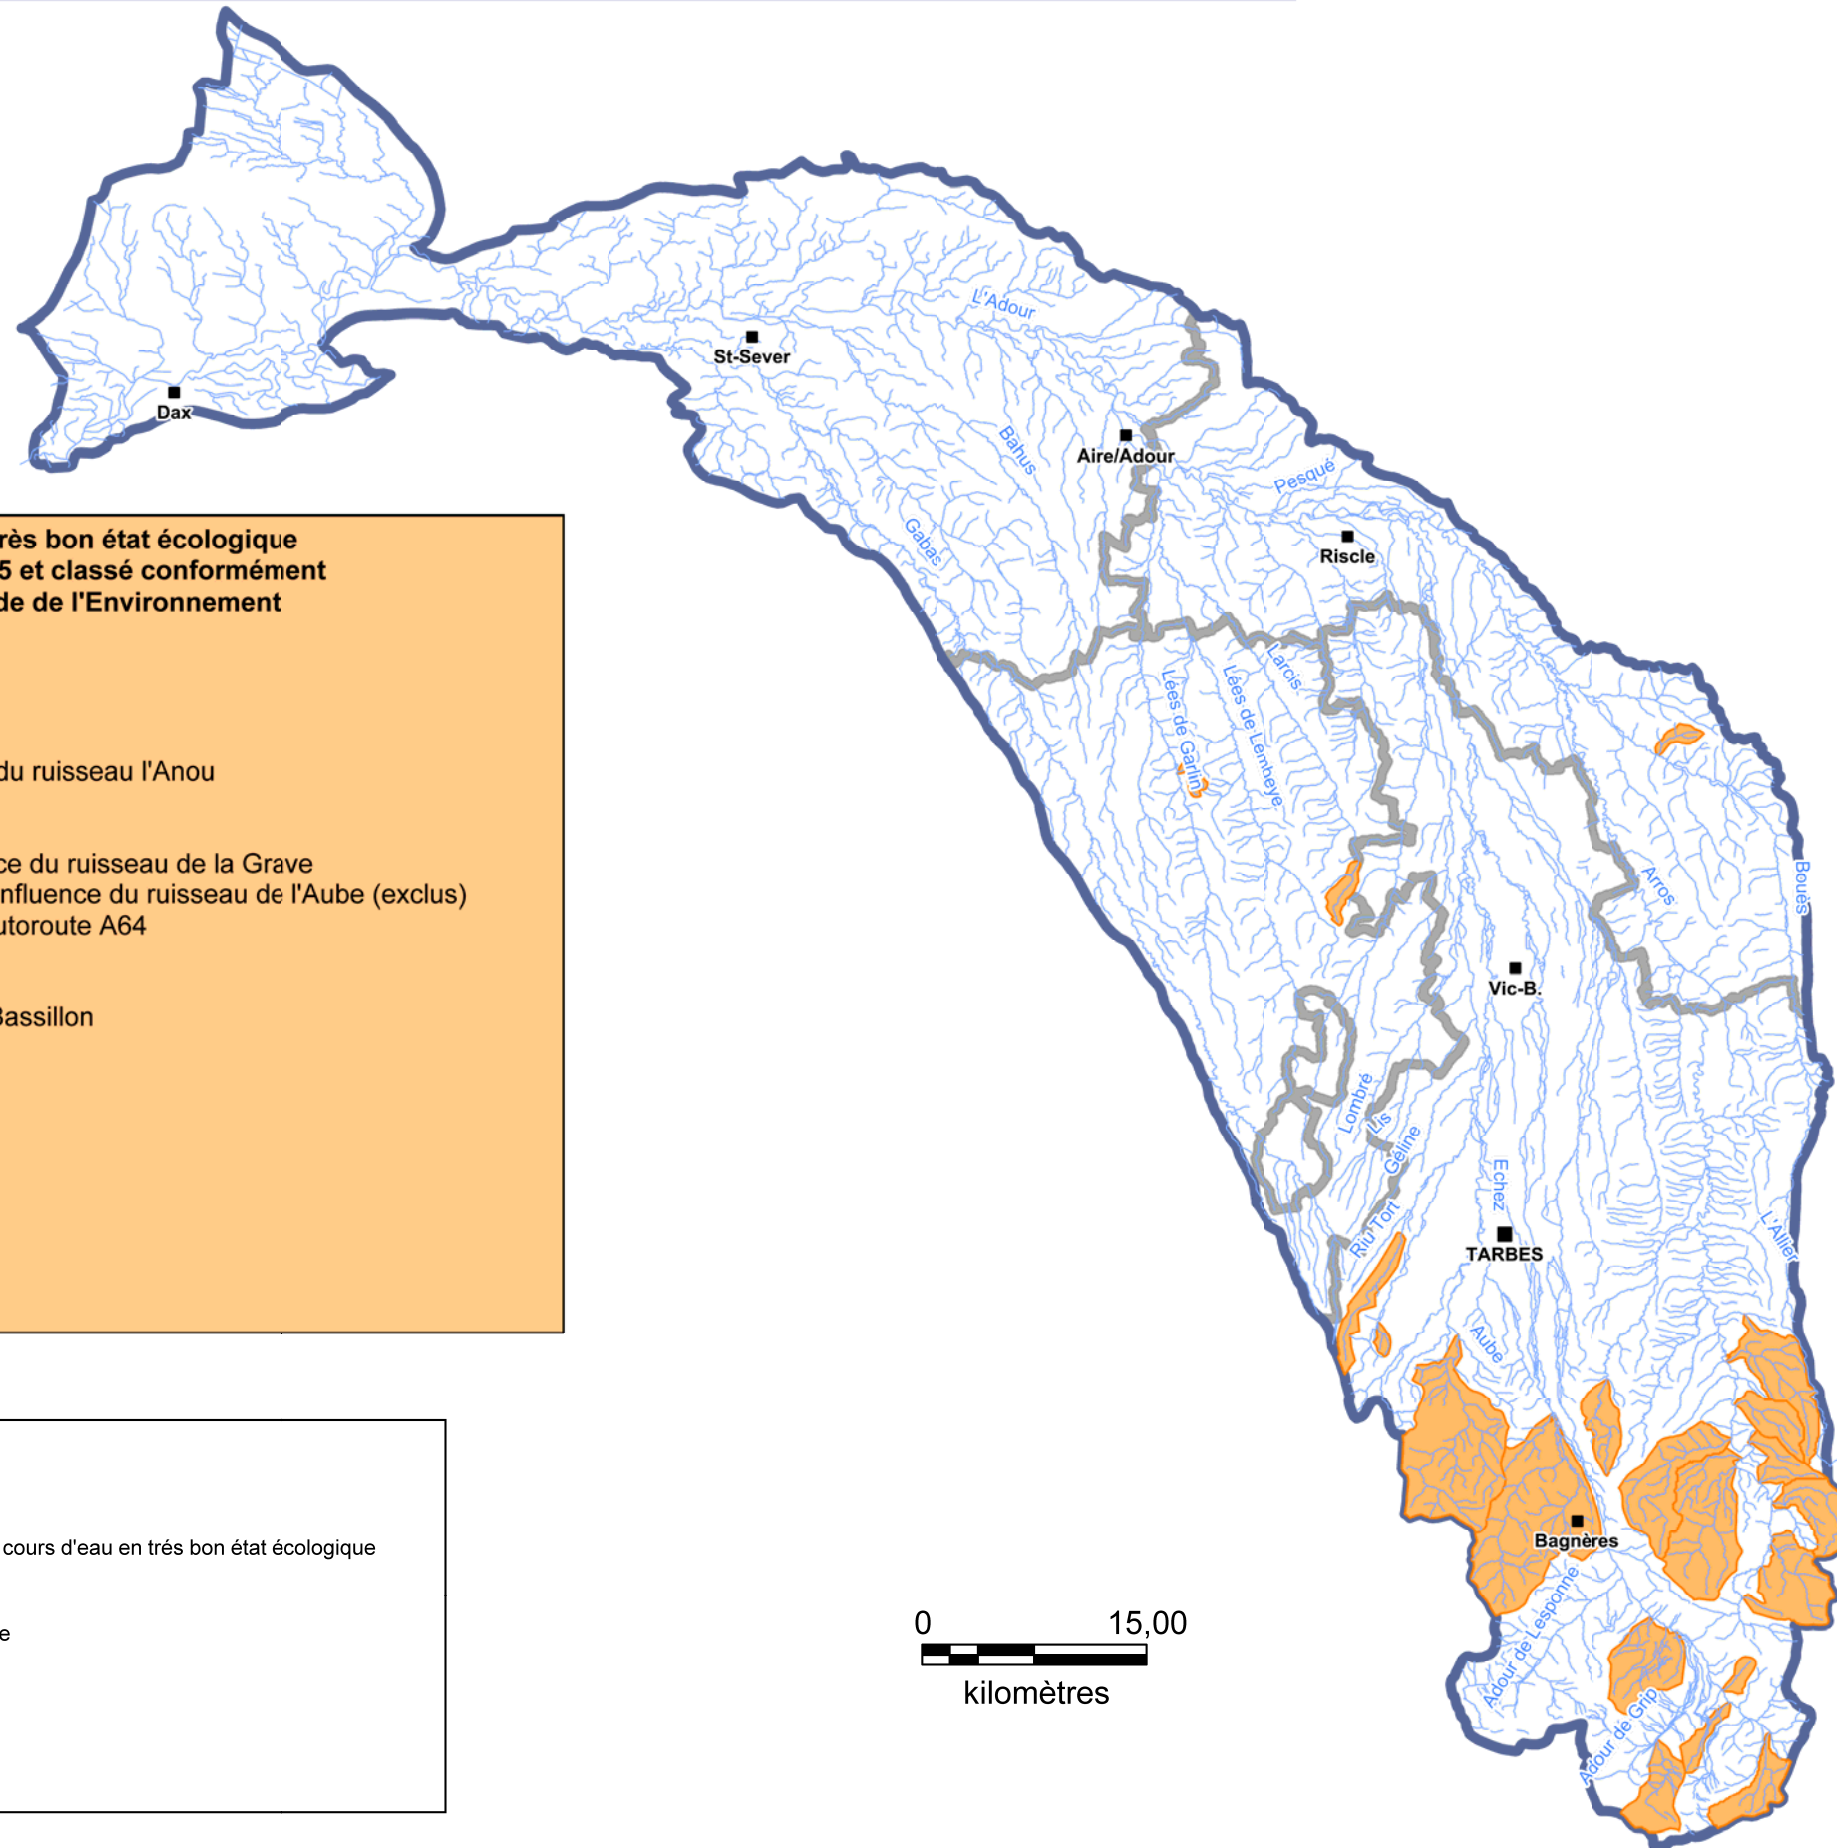 L'Adour
St-Sever
Dax
Bahus
Aire/Adour
Pesqué
Gabas
Riscle
rès bon état écologique
5 et classé conformément
de de l'Environnement
Larcis
Lées de Garlin
Lées de Lembeye
du ruisseau l'Anou
ce du ruisseau de la Grave
nfluence du ruisseau de l'Aube (exclus)
utoroute A64
Arros
Bouès
Vic-B.
Bassillon
Lombré
Lis
Géline
Echez
Riu Tort
L'Allier
TARBES
Aube
Bagnères
cours d'eau en trés bon état écologique
e
Adour de Lesponne
Adour de Grip
0 15,00
kilomètres